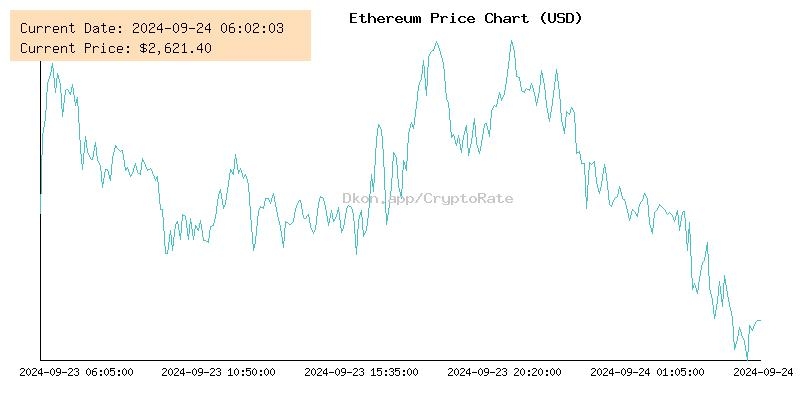 Ethereum Price Chart (USD)
Current Date: 2024-09-24 06:02:03
Current Price: $2,621.40
Dkon.app/CryptoRate
2024-09-23 06:05:00
2024-09-23 10:50:00
2024-09-23 15:35:00
2024-09-23 20:20:00
2024-09-24 01:05:00
2024-09-24